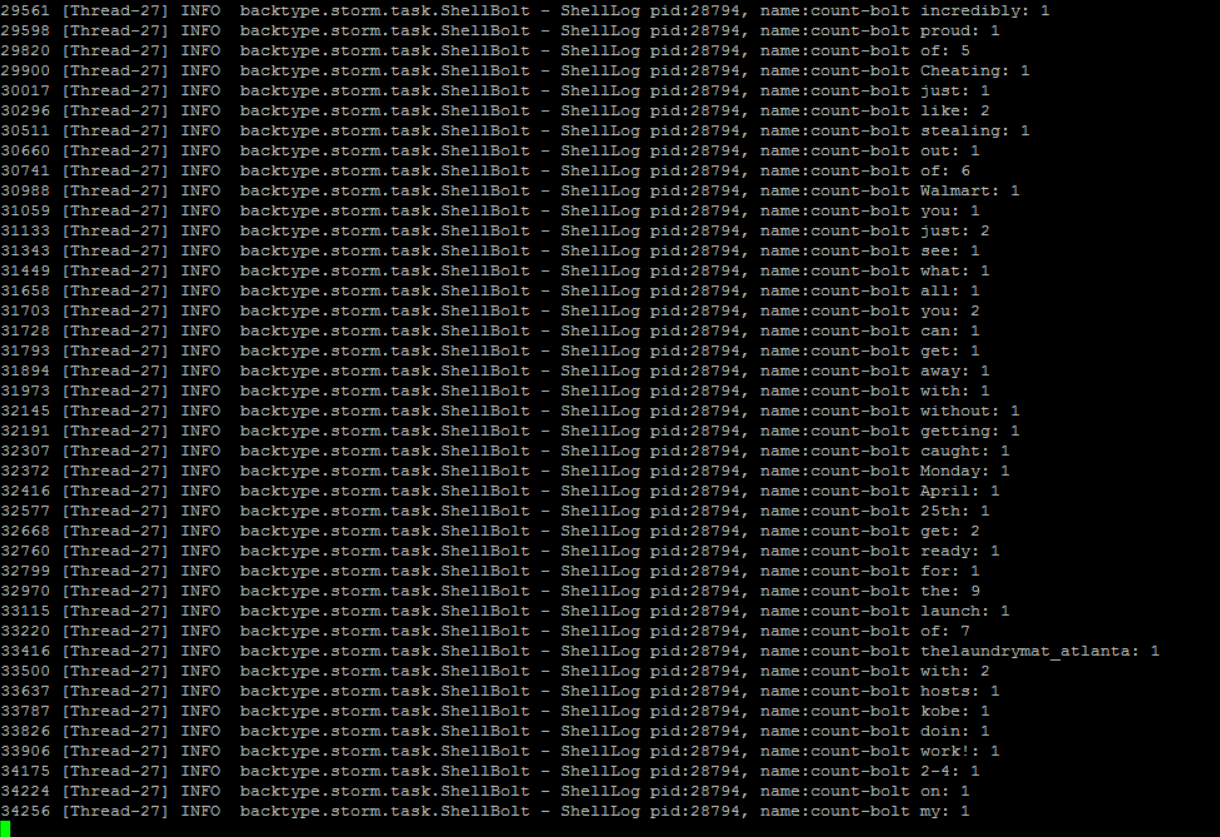 29561 [Thread-27] INFO  backtype.storm.task.ShellBolt - ShellLog pid:28794, name:count-bolt incredibly: 1
29598 [Thread-27] INFO  backtype.storm.task.ShellBolt - ShellLog pid:28794, name:count-bolt proud: 1
29820 [Thread-27] INFO  backtype.storm.task.ShellBolt - ShellLog pid:28794, name:count-bolt of: 5
29900 [Thread-27] INFO  backtype.storm.task.ShellBolt - ShellLog pid:28794, name:count-bolt Cheating: 1
30017 [Thread-27] INFO  backtype.storm.task.ShellBolt - ShellLog pid:28794, name:count-bolt just: 1
30296 [Thread-27] INFO  backtype.storm.task.ShellBolt - ShellLog pid:28794, name:count-bolt like: 2
30511 [Thread-27] INFO  backtype.storm.task.ShellBolt - ShellLog pid:28794, name:count-bolt stealing: 1
30660 [Thread-27] INFO  backtype.storm.task.ShellBolt - ShellLog pid:28794, name:count-bolt out: 1
30741 [Thread-27] INFO  backtype.storm.task.ShellBolt - ShellLog pid:28794, name:count-bolt of: 6
30988 [Thread-27] INFO  backtype.storm.task.ShellBolt - ShellLog pid:28794, name:count-bolt Walmart: 1
31059 [Thread-27] INFO  backtype.storm.task.ShellBolt - ShellLog pid:28794, name:count-bolt you: 1
31133 [Thread-27] INFO  backtype.storm.task.ShellBolt - ShellLog pid:28794, name:count-bolt just: 2
31343 [Thread-27] INFO  backtype.storm.task.ShellBolt - ShellLog pid:28794, name:count-bolt see: 1
31449 [Thread-27] INFO  backtype.storm.task.ShellBolt - ShellLog pid:28794, name:count-bolt what: 1
31658 [Thread-27] INFO  backtype.storm.task.ShellBolt - ShellLog pid:28794, name:count-bolt all: 1
31703 [Thread-27] INFO  backtype.storm.task.ShellBolt - ShellLog pid:28794, name:count-bolt you: 2
31728 [Thread-27] INFO  backtype.storm.task.ShellBolt - ShellLog pid:28794, name:count-bolt can: 1
31793 [Thread-27] INFO  backtype.storm.task.ShellBolt - ShellLog pid:28794, name:count-bolt get: 1
31894 [Thread-27] INFO  backtype.storm.task.ShellBolt - ShellLog pid:28794, name:count-bolt away: 1
31973 [Thread-27] INFO  backtype.storm.task.ShellBolt - ShellLog pid:28794, name:count-bolt with: 1
32145 [Thread-27] INFO  backtype.storm.task.ShellBolt - ShellLog pid:28794, name:count-bolt without: 1
32191 [Thread-27] INFO  backtype.storm.task.ShellBolt - ShellLog pid:28794, name:count-bolt getting: 1
32307 [Thread-27] INFO  backtype.storm.task.ShellBolt - ShellLog pid:28794, name:count-bolt caught: 1
32372 [Thread-27] INFO  backtype.storm.task.ShellBolt - ShellLog pid:28794, name:count-bolt Monday: 1
32416 [Thread-27] INFO  backtype.storm.task.ShellBolt - ShellLog pid:28794, name:count-bolt April: 1
32577 [Thread-27] INFO  backtype.storm.task.ShellBolt - ShellLog pid:28794, name:count-bolt 25th: 1
32668 [Thread-27] INFO  backtype.storm.task.ShellBolt - ShellLog pid:28794, name:count-bolt get: 2
32760 [Thread-27] INFO  backtype.storm.task.ShellBolt - ShellLog pid:28794, name:count-bolt ready: 1
32799 [Thread-27] INFO  backtype.storm.task.ShellBolt - ShellLog pid:28794, name:count-bolt for: 1
32970 [Thread-27] INFO  backtype.storm.task.ShellBolt - ShellLog pid:28794, name:count-bolt the: 9
33115 [Thread-27] INFO  backtype.storm.task.ShellBolt - ShellLog pid:28794, name:count-bolt launch: 1
33220 [Thread-27] INFO  backtype.storm.task.ShellBolt - ShellLog pid:28794, name:count-bolt of: 7
33416 [Thread-27] INFO  backtype.storm.task.ShellBolt - ShellLog pid:28794, name:count-bolt thelaundrymat_atlanta: 1
33500 [Thread-27] INFO  backtype.storm.task.ShellBolt - ShellLog pid:28794, name:count-bolt with: 2
33637 [Thread-27] INFO  backtype.storm.task.ShellBolt - ShellLog pid:28794, name:count-bolt hosts: 1
33787 [Thread-27] INFO  backtype.storm.task.ShellBolt - ShellLog pid:28794, name:count-bolt kobe: 1
33826 [Thread-27] INFO  backtype.storm.task.ShellBolt - ShellLog pid:28794, name:count-bolt doin: 1
33906 [Thread-27] INFO  backtype.storm.task.ShellBolt - ShellLog pid:28794, name:count-bolt work!: 1
34175 [Thread-27] INFO  backtype.storm.task.ShellBolt - ShellLog pid:28794, name:count-bolt 2-4: 1
34224 [Thread-27] INFO  backtype.storm.task.ShellBolt - ShellLog pid:28794, name:count-bolt on: 1
34256 [Thread-27] INFO  backtype.storm.task.ShellBolt - ShellLog pid:28794, name:count-bolt my: 1